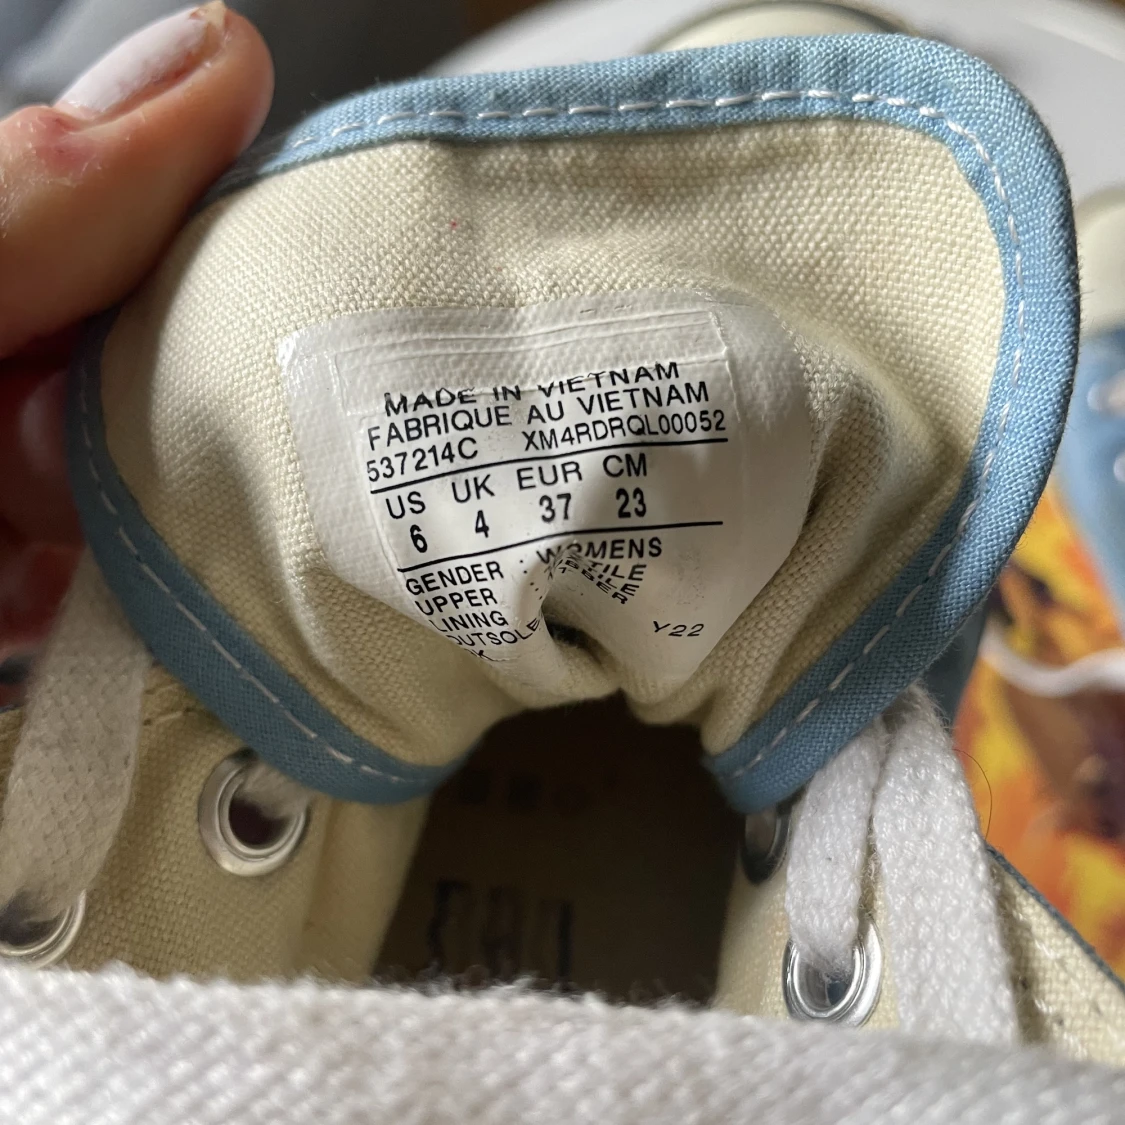 MADE IN VIETNAM
FABRIQUE AU VIETNAM
537214C XM4RDRQL00052
US UK EUR CM
6 4 37 23
GENDER : WOMENS
UPPER
LINING
OUTSOLE
Y22